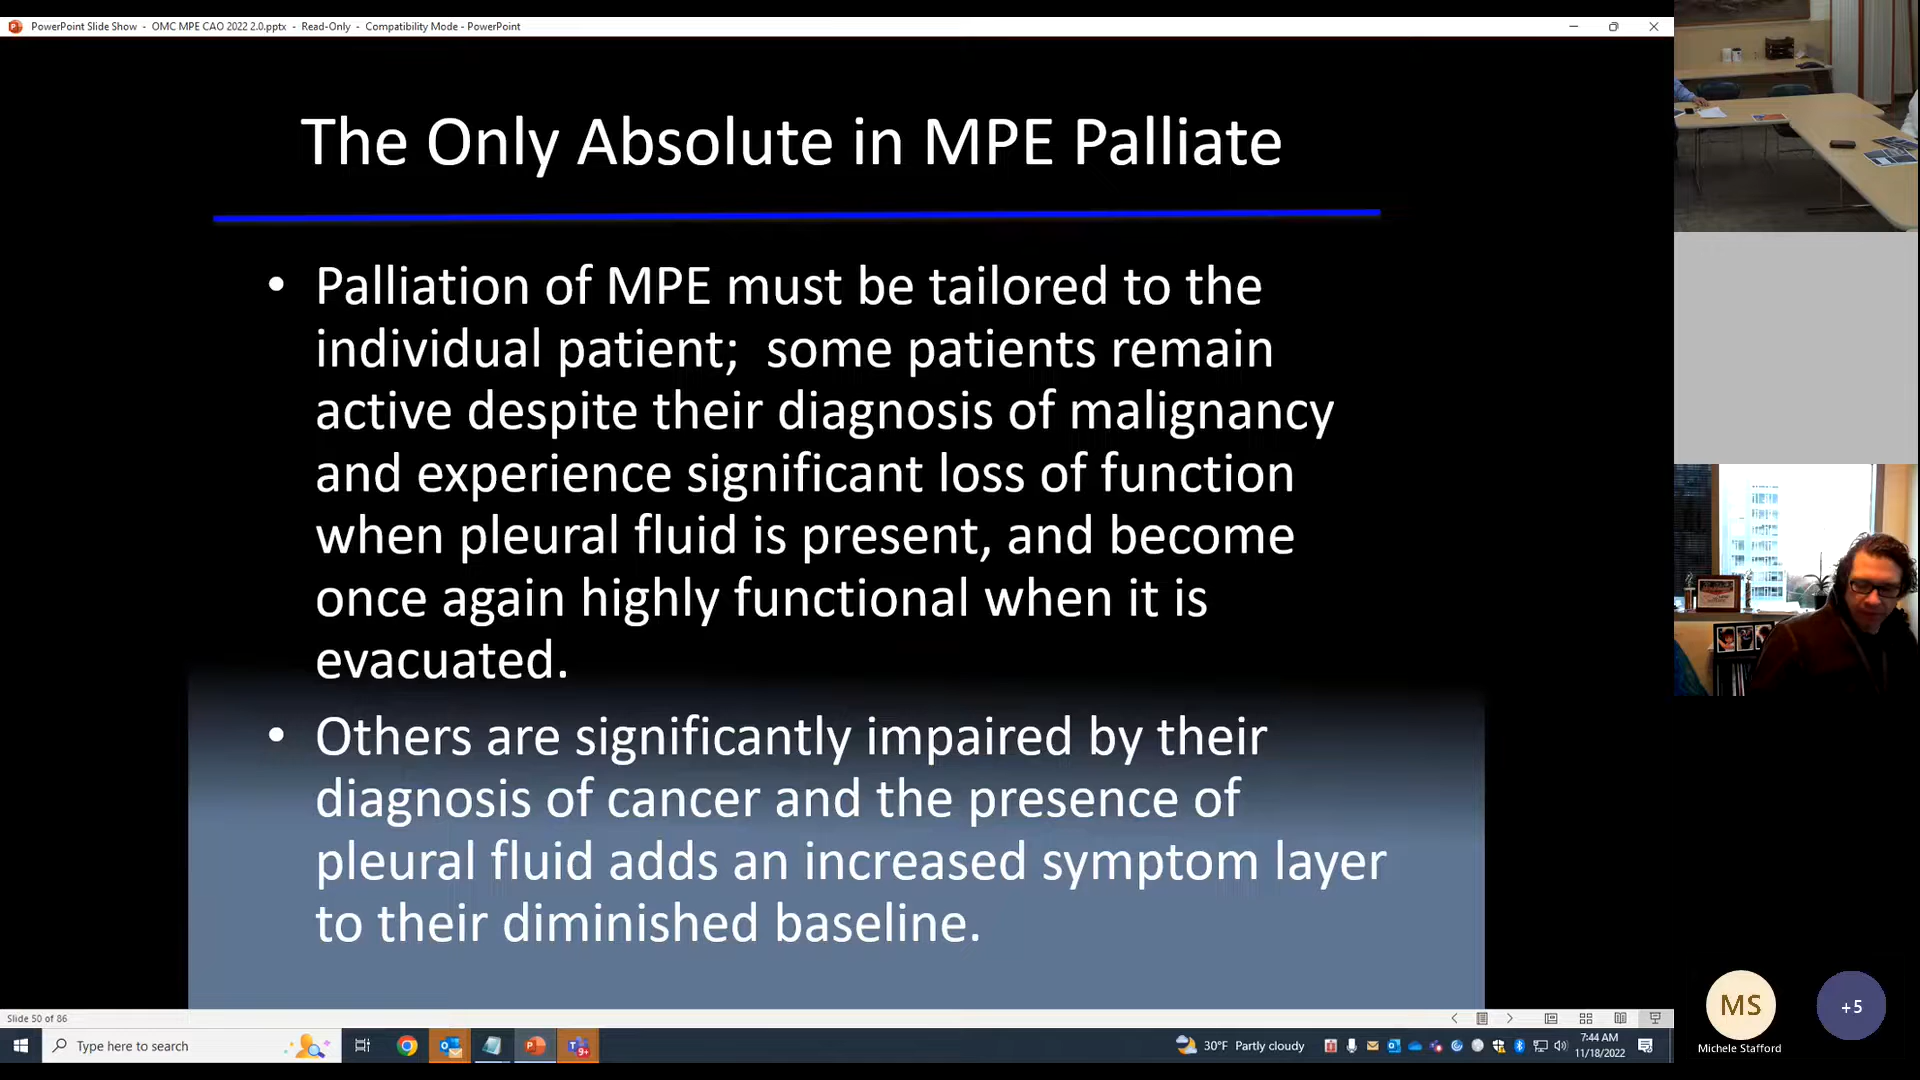 PowerPoint Slide Show - OMC MPE CAO 2022 2.0.pptx - Read-Only - Compatibility Mode - PowerPoint
The Only Absolute in MPE Palliate
• Palliation of MPE must be tailored to the
individual patient;  some patients remain
active despite their diagnosis of malignancy
and experience significant loss of function
when pleural fluid is present, and become
once again highly functional when it is
evacuated.
• Others are significantly impaired by their
diagnosis of cancer and the presence of
pleural fluid adds an increased symptom layer
to their diminished baseline.
Slide 50 of 86
Type here to search
9+
30°F Partly cloudy
7:44 AM
11/18/2022
MS
Michele Stafford
+5